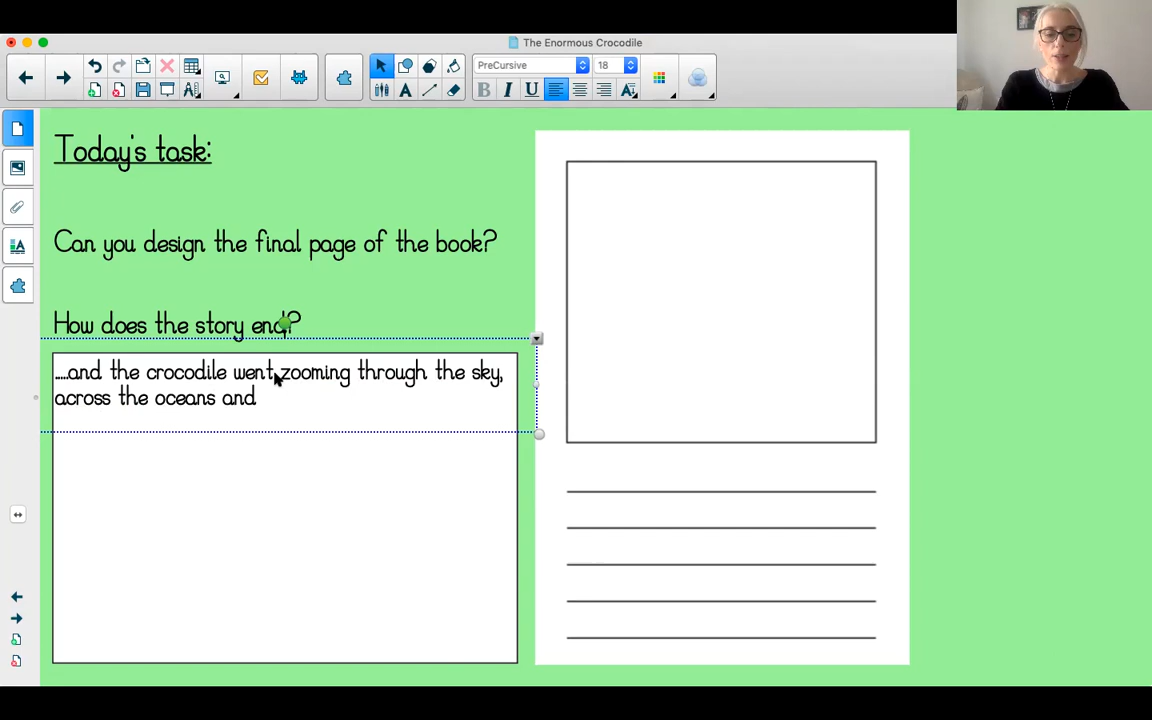 The Enormous Crocodile
PreCursive
18
B I U
Today's task:
Can you design the final page of the book?
How does the story end?
.....and the crocodile went zooming through the sky,
across the oceans and